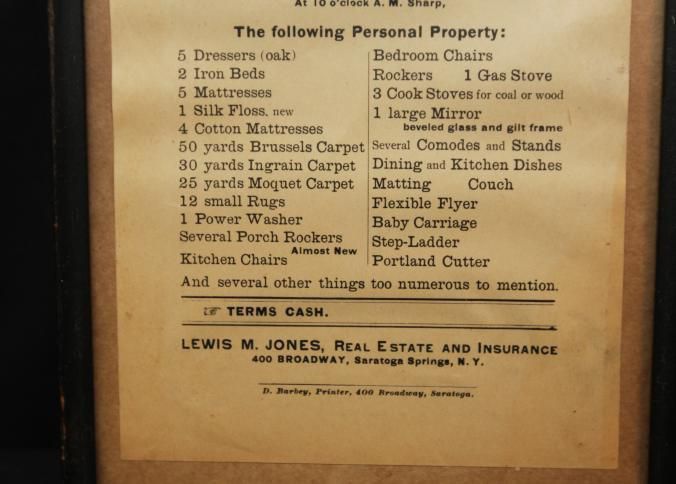 At 10 o'clock A. M. Sharp,
The following Personal Property:
5 Dressers (oak)
2 Iron Beds
5 Mattresses
1 Silk Floss, new
4 Cotton Mattresses
50 yards Brussels Carpet
30 yards Ingrain Carpet
25 yards Moquet Carpet
12 small Rugs
1 Power Washer
Several Porch Rockers
Almost New
Kitchen Chairs
Bedroom Chairs
Rockers 1 Gas Stove
3 Cook Stoves for coal or wood
1 large Mirror
beveled glass and gilt frame
Several Comodes and Stands
Dining and Kitchen Dishes
Matting Couch
Flexible Flyer
Baby Carriage
Step-Ladder
Portland Cutter
And several other things too numerous to mention.
☞ TERMS CASH.
LEWIS M. JONES, REAL ESTATE AND INSURANCE
400 BROADWAY, Saratoga Springs, N. Y.
D. Barbey, Printer, 400 Broadway, Saratoga.